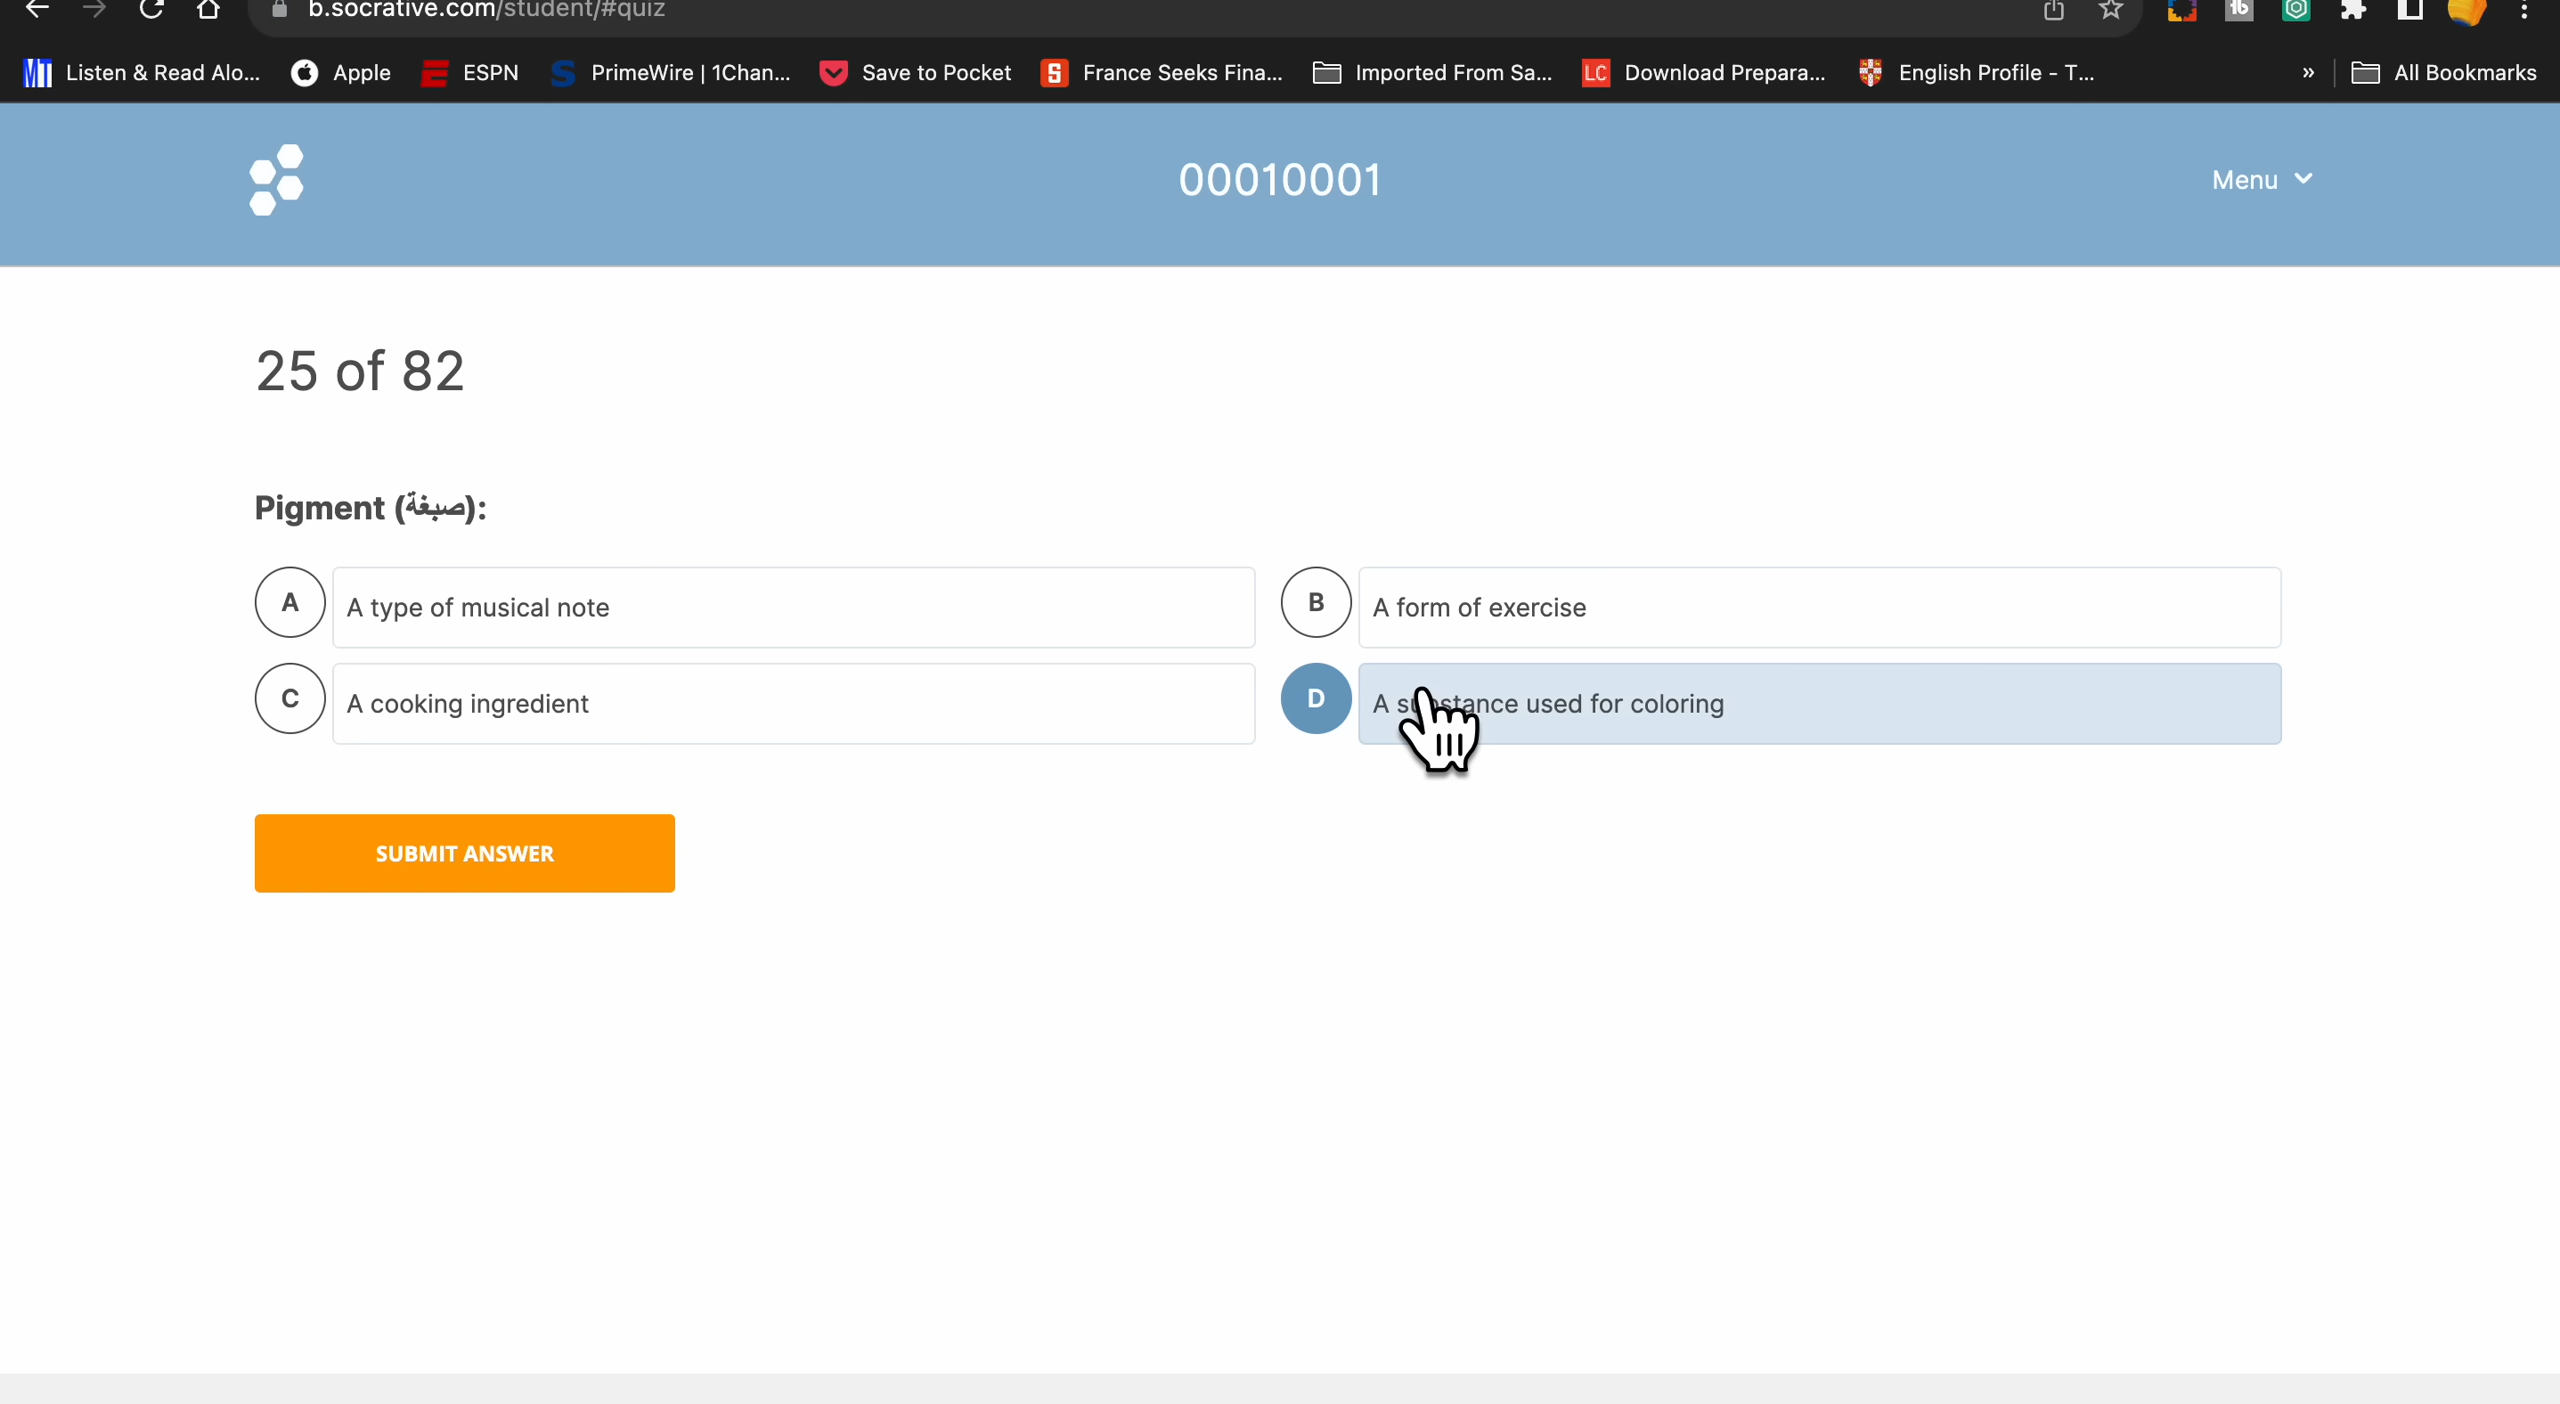 b.socrative.com/student/#quiz
Listen & Read Alo... Apple ESPN PrimeWire | 1Chan... Save to Pocket France Seeks Fina... Imported From Sa... LC Download Prepara... English Profile - T... » All Bookmarks
00010001
Menu
25 of 82
Pigment (صبغة):
A A type of musical note
B A form of exercise
C A cooking ingredient
D A substance used for coloring
SUBMIT ANSWER